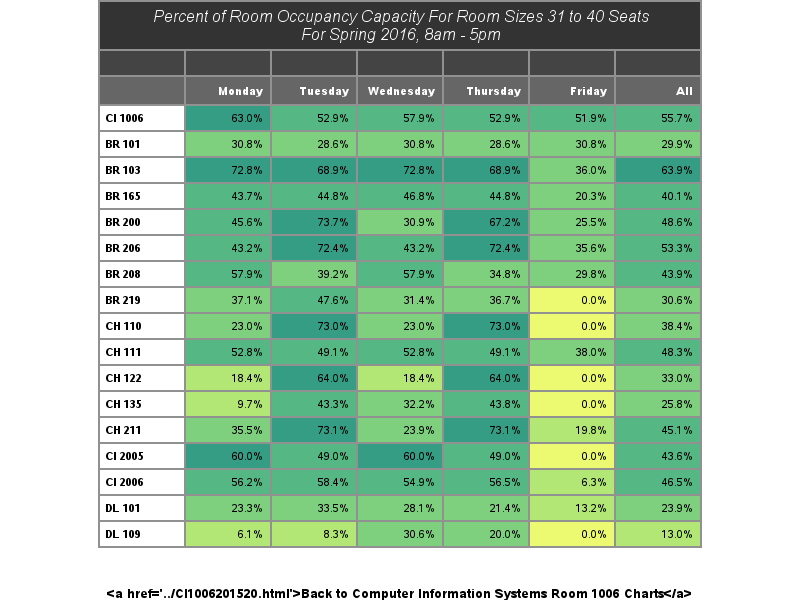 Percent of Room Occupancy Capacity For Room Sizes 31 to 40 Seats
For Spring 2016, 8am - 5pm
Monday Tuesday Wednesday Thursday Friday All
CI 1006 63.0% 52.9% 57.9% 52.9% 51.9% 55.7%
BR 101 30.8% 28.6% 30.8% 28.6% 30.8% 29.9%
BR 103 72.8% 68.9% 72.8% 68.9% 36.0% 63.9%
BR 165 43.7% 44.8% 46.8% 44.8% 20.3% 40.1%
BR 200 45.6% 73.7% 30.9% 67.2% 25.5% 48.6%
BR 206 43.2% 72.4% 43.2% 72.4% 35.6% 53.3%
BR 208 57.9% 39.2% 57.9% 34.8% 29.8% 43.9%
BR 219 37.1% 47.6% 31.4% 36.7% 0.0% 30.6%
CH 110 23.0% 73.0% 23.0% 73.0% 0.0% 38.4%
CH 111 52.8% 49.1% 52.8% 49.1% 38.0% 48.3%
CH 122 18.4% 64.0% 18.4% 64.0% 0.0% 33.0%
CH 135 9.7% 43.3% 32.2% 43.8% 0.0% 25.8%
CH 211 35.5% 73.1% 23.9% 73.1% 19.8% 45.1%
CI 2005 60.0% 49.0% 60.0% 49.0% 0.0% 43.6%
CI 2006 56.2% 58.4% 54.9% 56.5% 6.3% 46.5%
DL 101 23.3% 33.5% 28.1% 21.4% 13.2% 23.9%
DL 109 6.1% 8.3% 30.6% 20.0% 0.0% 13.0%
<a href='../CI1006201520.html'>Back to Computer Information Systems Room 1006 Charts</a>